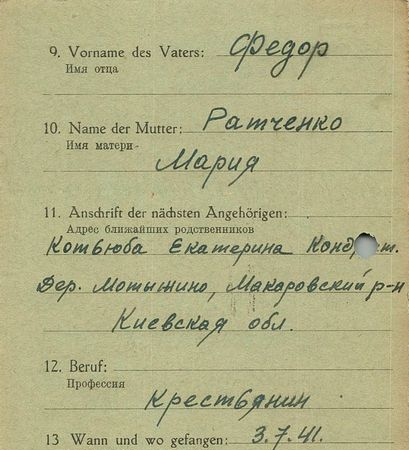 9. Vorname des Vaters: Федор
Имя отца
10. Name der Mutter: Ратченко
Имя матери - Мария
11. Anschrift der nächsten Angehörigen:
Адрес ближайших родственников
Котьюба Екатерина
Дер. Мотыжино, Макаровский р-н
Киевская обл.
12. Beruf:
Профессия
Крестьянин
13 Wann und wo gefangen: 3.7.41.